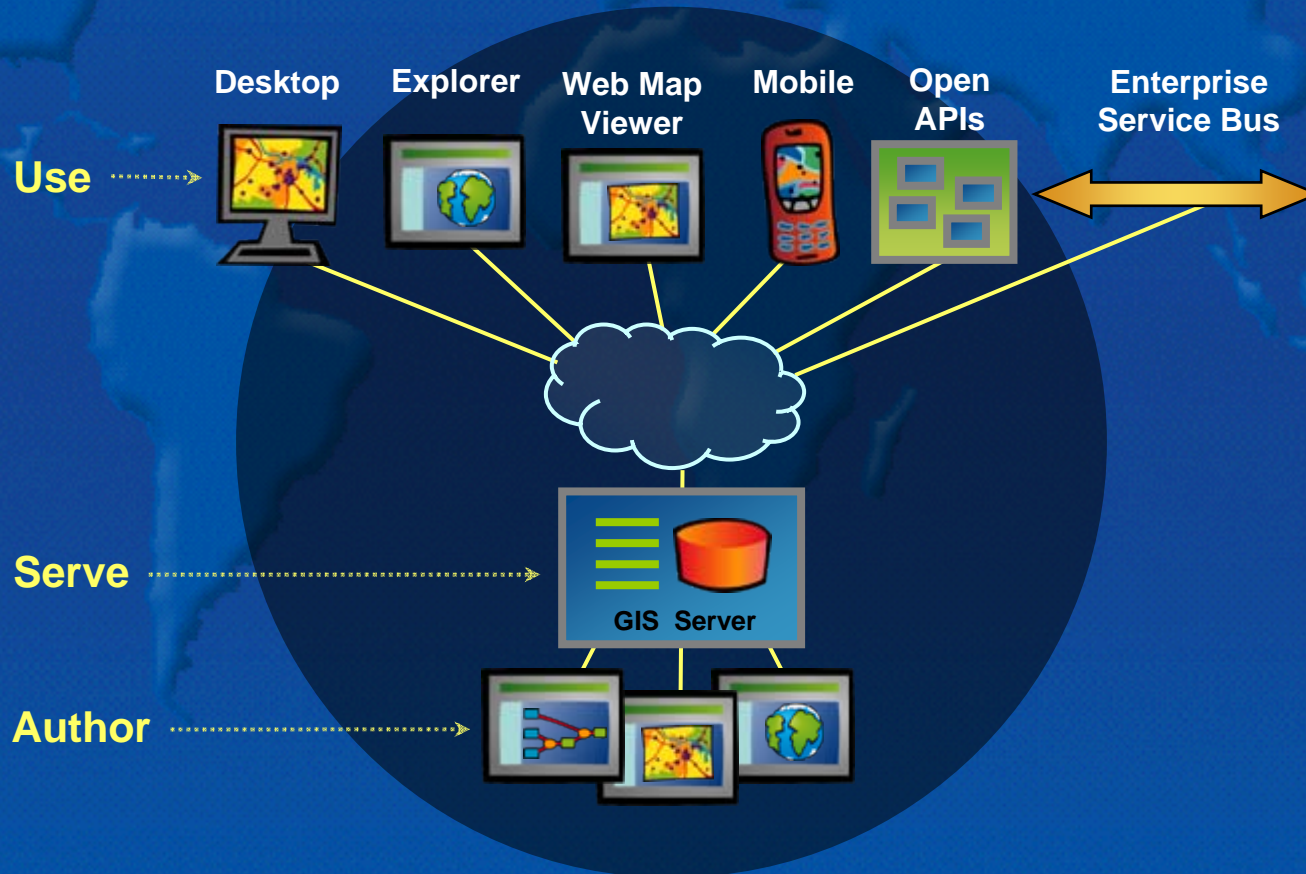 Desktop
Explorer
Web Map
Viewer
Mobile
Open
APIs
Enterprise
Service Bus
Use
Serve
GIS Server
Author